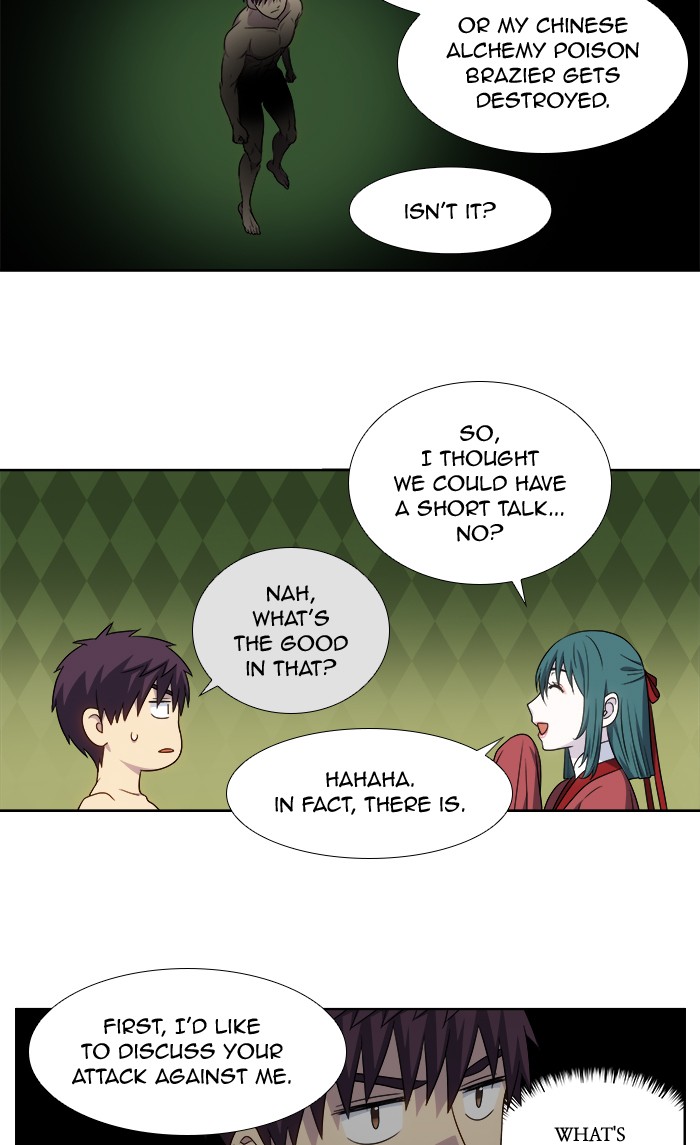 OR MY CHINESE
ALCHEMY POISON
BRAZIER GETS
DESTROYED.
ISN'T IT?
SO,
I THOUGHT
WE COULD HAVE
A SHORT TALK...
NO?
NAH,
WHAT'S
THE GOOD
IN THAT?
HAHAHA.
IN FACT, THERE IS.
FIRST, I'D LIKE
TO DISCUSS YOUR
ATTACK AGAINST ME.
WHAT'S